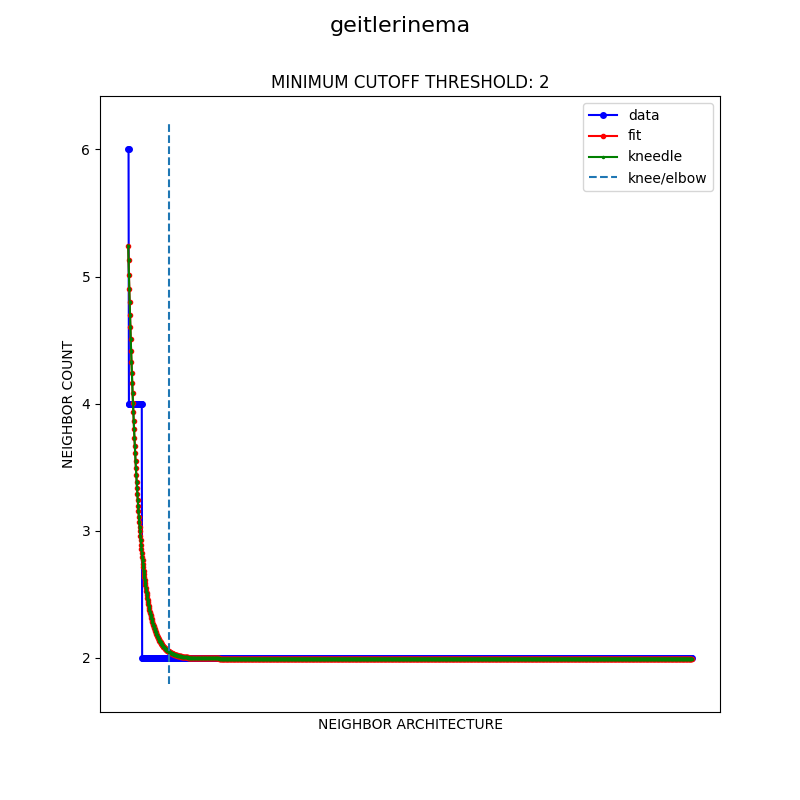 geitlerinema
MINIMUM CUTOFF THRESHOLD: 2
data
fit
kneedle
knee/elbow
6
5
4
3
2
NEIGHBOR COUNT
NEIGHBOR ARCHITECTURE